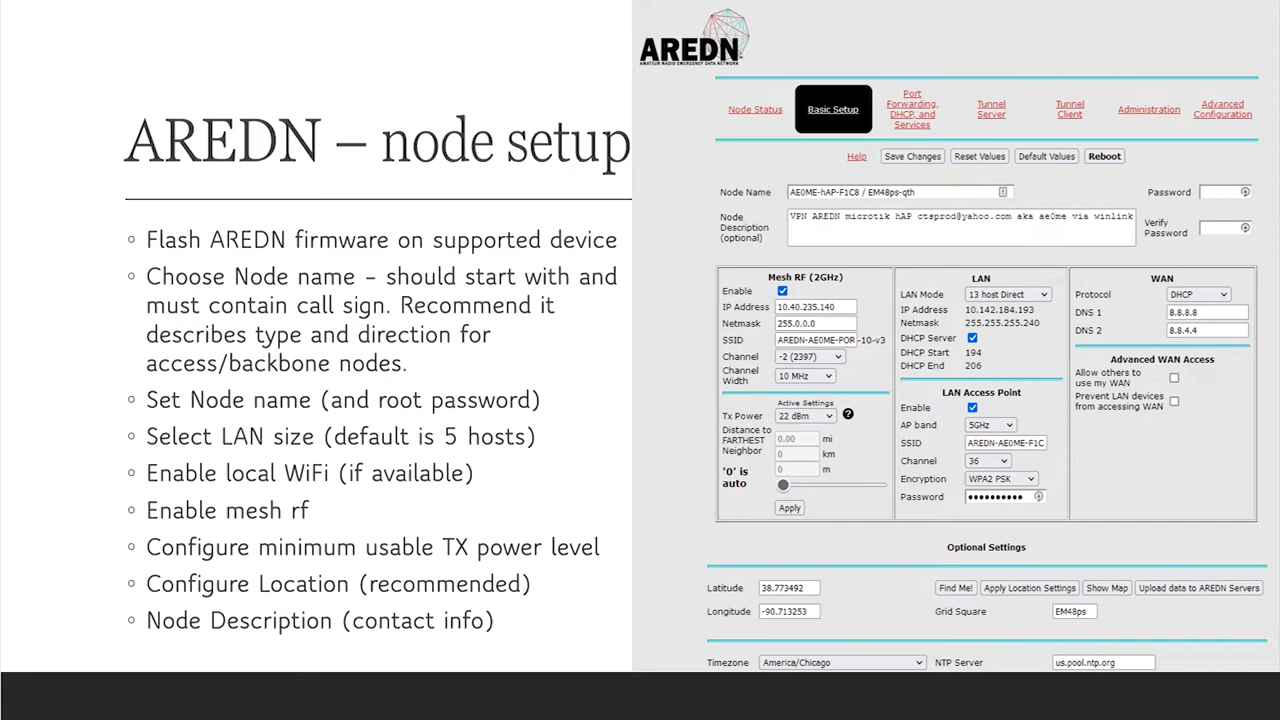 AREDN – node setup
◦ Flash AREDN firmware on supported device
◦ Choose Node name – should start with and
must contain call sign. Recommend it
describes type and direction for
access/backbone nodes.
◦ Set Node name (and root password)
◦ Select LAN size (default is 5 hosts)
◦ Enable local WiFi (if available)
◦ Enable mesh rf
◦ Configure minimum usable TX power level
◦ Configure Location (recommended)
◦ Node Description (contact info)
AREDN
AMATEUR RADIO EMERGENCY DATA NETWORK
Node Status
Basic Setup
Port
Forwarding,
DHCP, and
Services
Tunnel
Server
Tunnel
Client
Administration
Advanced
Configuration
Help Save Changes Reset Values Default Values Reboot
Node Name AE0ME-hAP-F1C8 / EM48ps-qth Password
Node
Description
(optional)
VPN AREDN microtik hAP ctsprod@yahoo.com aka ae0me via winlink
Verify
Password
Mesh RF (2GHz)
Enable
IP Address 10.40.235.140
Netmask 255.0.0.0
SSID AREDN-AE0ME-POR -10-v3
Channel -2 (2397)
Channel
Width
10 MHz
Active Settings
Tx Power 22 dBm ?
Distance to
FARTHEST
Neighbor
0.00 mi
0 km
0 m
'0' is
auto
Apply
LAN
LAN Mode 13 host Direct
IP Address 10.142.184.193
Netmask 255.255.255.240
DHCP Server
DHCP Start 194
DHCP End 206
LAN Access Point
Enable
AP band 5GHz
SSID AREDN-AE0ME-F1C
Channel 36
Encryption WPA2 PSK
Password ••••••••••
WAN
Protocol DHCP
DNS 1 8.8.8.8
DNS 2 8.8.4.4
Advanced WAN Access
Allow others to
use my WAN
Prevent LAN devices
from accessing WAN
Optional Settings
Latitude 38.773492 Find Me! Apply Location Settings Show Map Upload data to AREDN Servers
Longitude -90.713253 Grid Square EM48ps
Timezone America/Chicago NTP Server us.pool.ntp.org